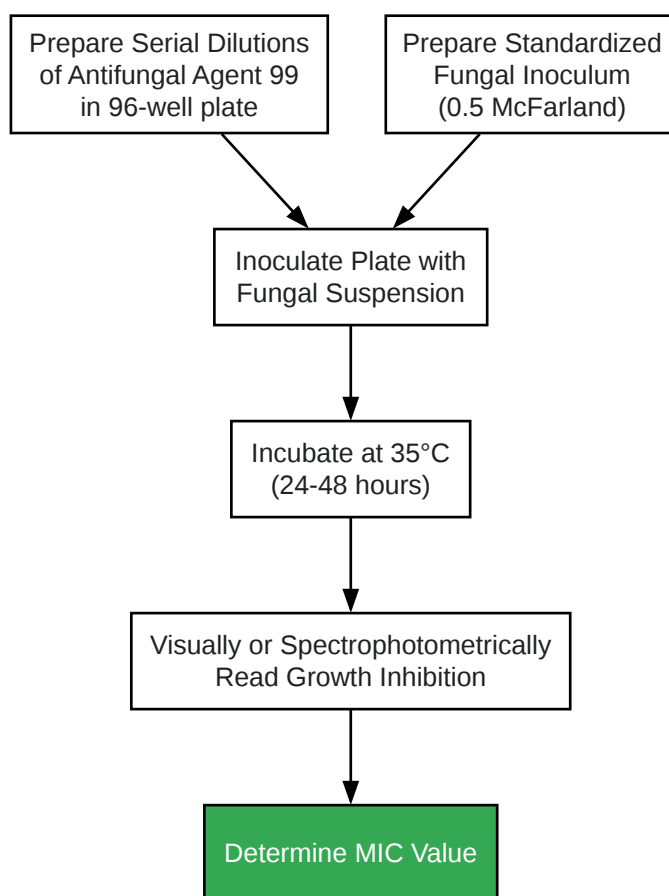 Prepare Serial Dilutions
of Antifungal Agent 99
in 96-well plate
Prepare Standardized
Fungal Inoculum
(0.5 McFarland)
Inoculate Plate with
Fungal Suspension
Incubate at 35°C
(24-48 hours)
Visually or Spectrophotometrically
Read Growth Inhibition
Determine MIC Value